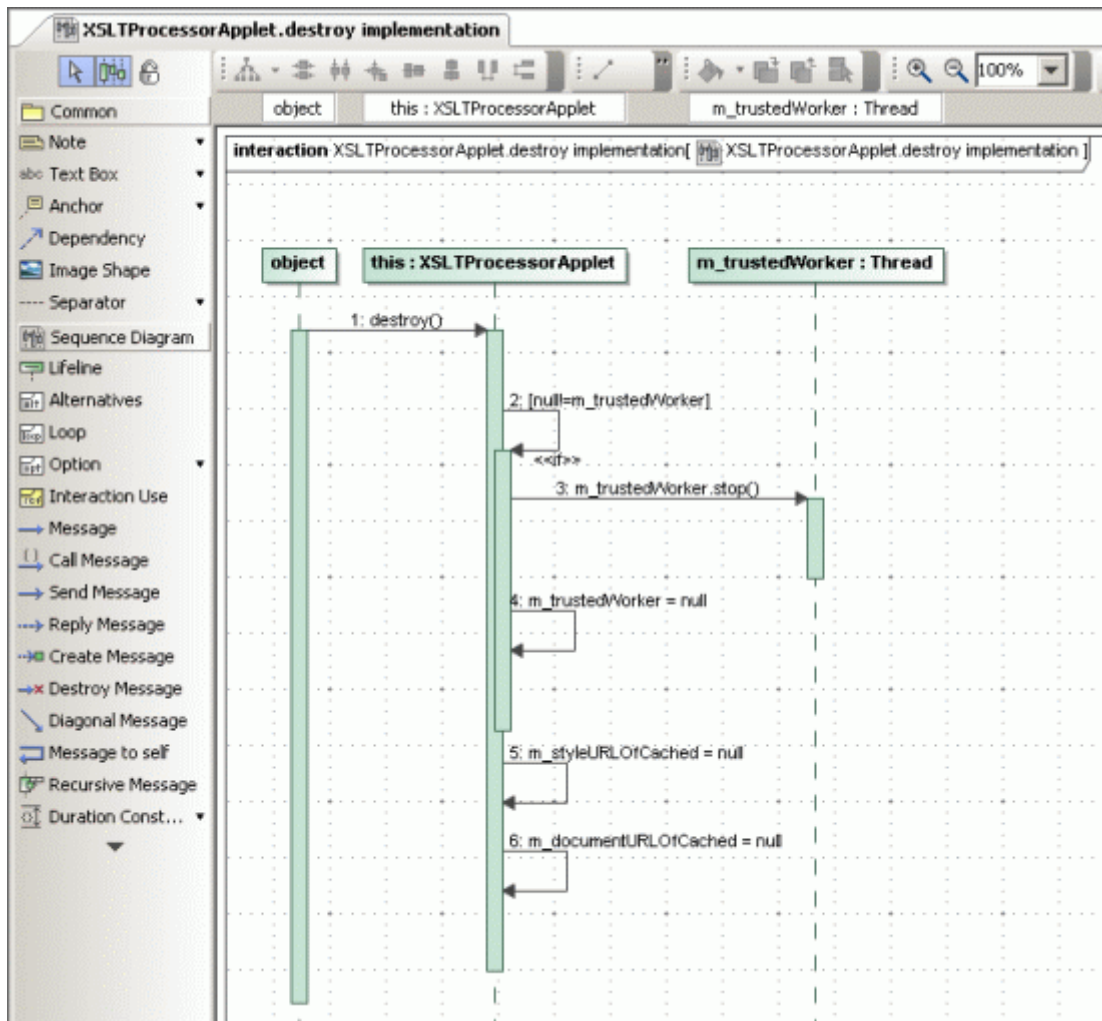 XSLTProcessorApplet.destroy implementation
100%
object
this : XSLTProcessorApplet
m_trustedWorker : Thread
Common
Note
abc Text Box
Anchor
Dependency
Image Shape
Separator
Sequence Diagram
Lifeline
Alternatives
Loop
Option
Interaction Use
Message
Call Message
Send Message
Reply Message
Create Message
Destroy Message
Diagonal Message
Message to self
Recursive Message
Duration Const...
interaction XSLTProcessorApplet.destroy implementation[ XSLTProcessorApplet.destroy implementation ]
object
this : XSLTProcessorApplet
m_trustedWorker : Thread
1: destroy()
2: [null!=m_trustedWorker]
<<if>>
3: m_trustedWorker.stop()
4: m_trustedWorker = null
5: m_styleURLOfCached = null
6: m_documentURLOfCached = null